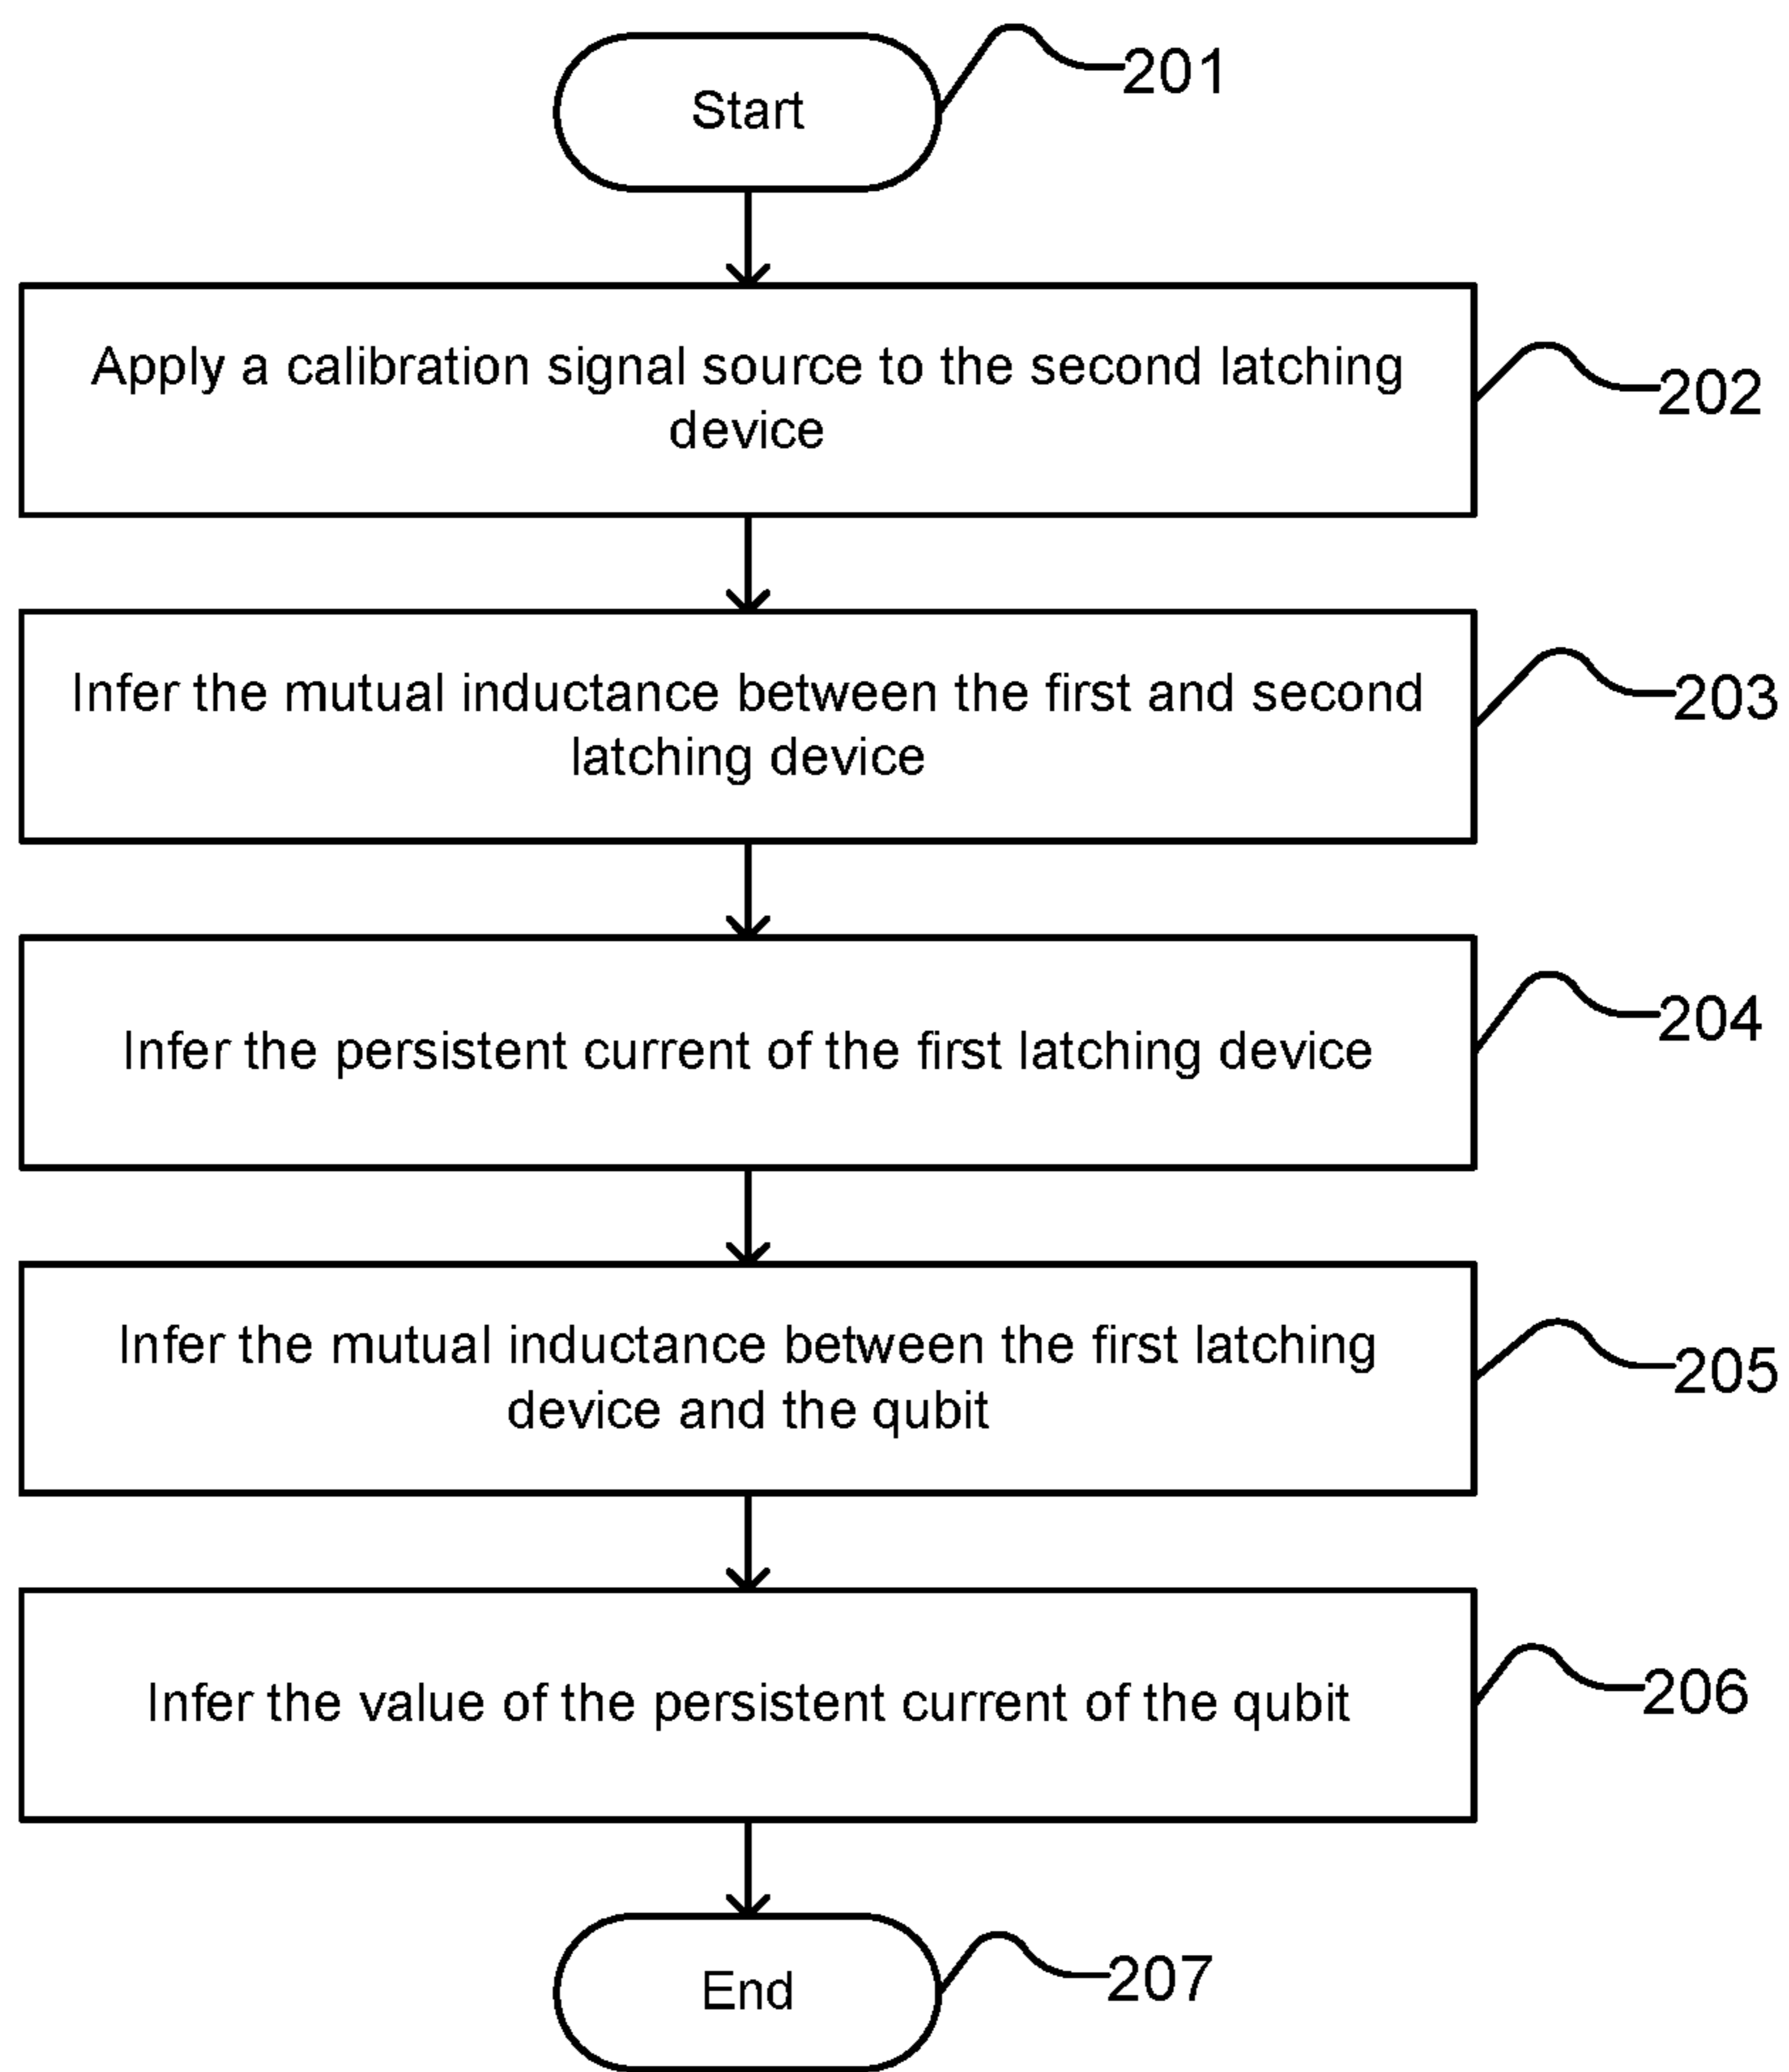 Start
201
Apply a calibration signal source to the second latching
device
202
Infer the mutual inductance between the first and second
latching device
203
Infer the persistent current of the first latching device
204
Infer the mutual inductance between the first latching
device and the qubit
205
Infer the value of the persistent current of the qubit
206
End
207